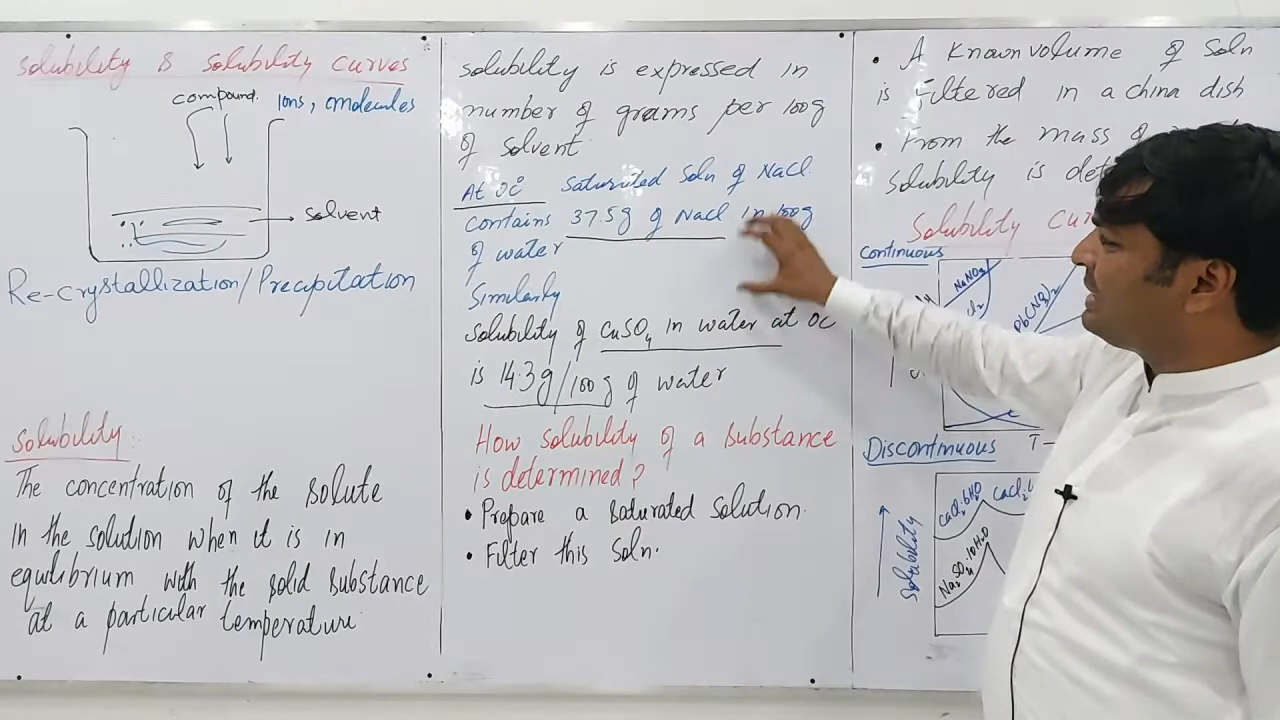 Solubility & Solubility curves
compound. Ions, molecules
solvent
Re-crystallization/Precipitation
Solubility:
The concentration of the solute
in the solution when it is in
equilibrium with the solid substance
at a particular temperature
Solubility is expressed in
number of grams per 100g
of solvent
At 0°C Saturated Soln of NaCl
contains 37.5g of NaCl in 100g
of water
Similarly
Solubility of CuSO4 in water at 0C
is 14.3g/100g of water
How solubility of a substance
is determined?
• Prepare a saturated solution.
• Filter this Soln.
• A Known volume of Soln
is Filtered in a china dish
• From the mass of
solubility is
Solubility
Continuous
NaNO3
Pb(NO3)2
T
Discontinuous
Solubility
CaCl2.6H2O
Na2SO4.10H2O